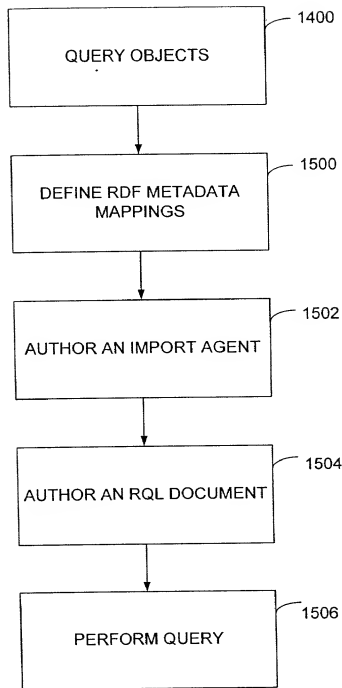 1400
QUERY OBJECTS
1500
DEFINE RDF METADATA
MAPPINGS
1502
AUTHOR AN IMPORT AGENT
1504
AUTHOR AN RQL DOCUMENT
1506
PERFORM QUERY